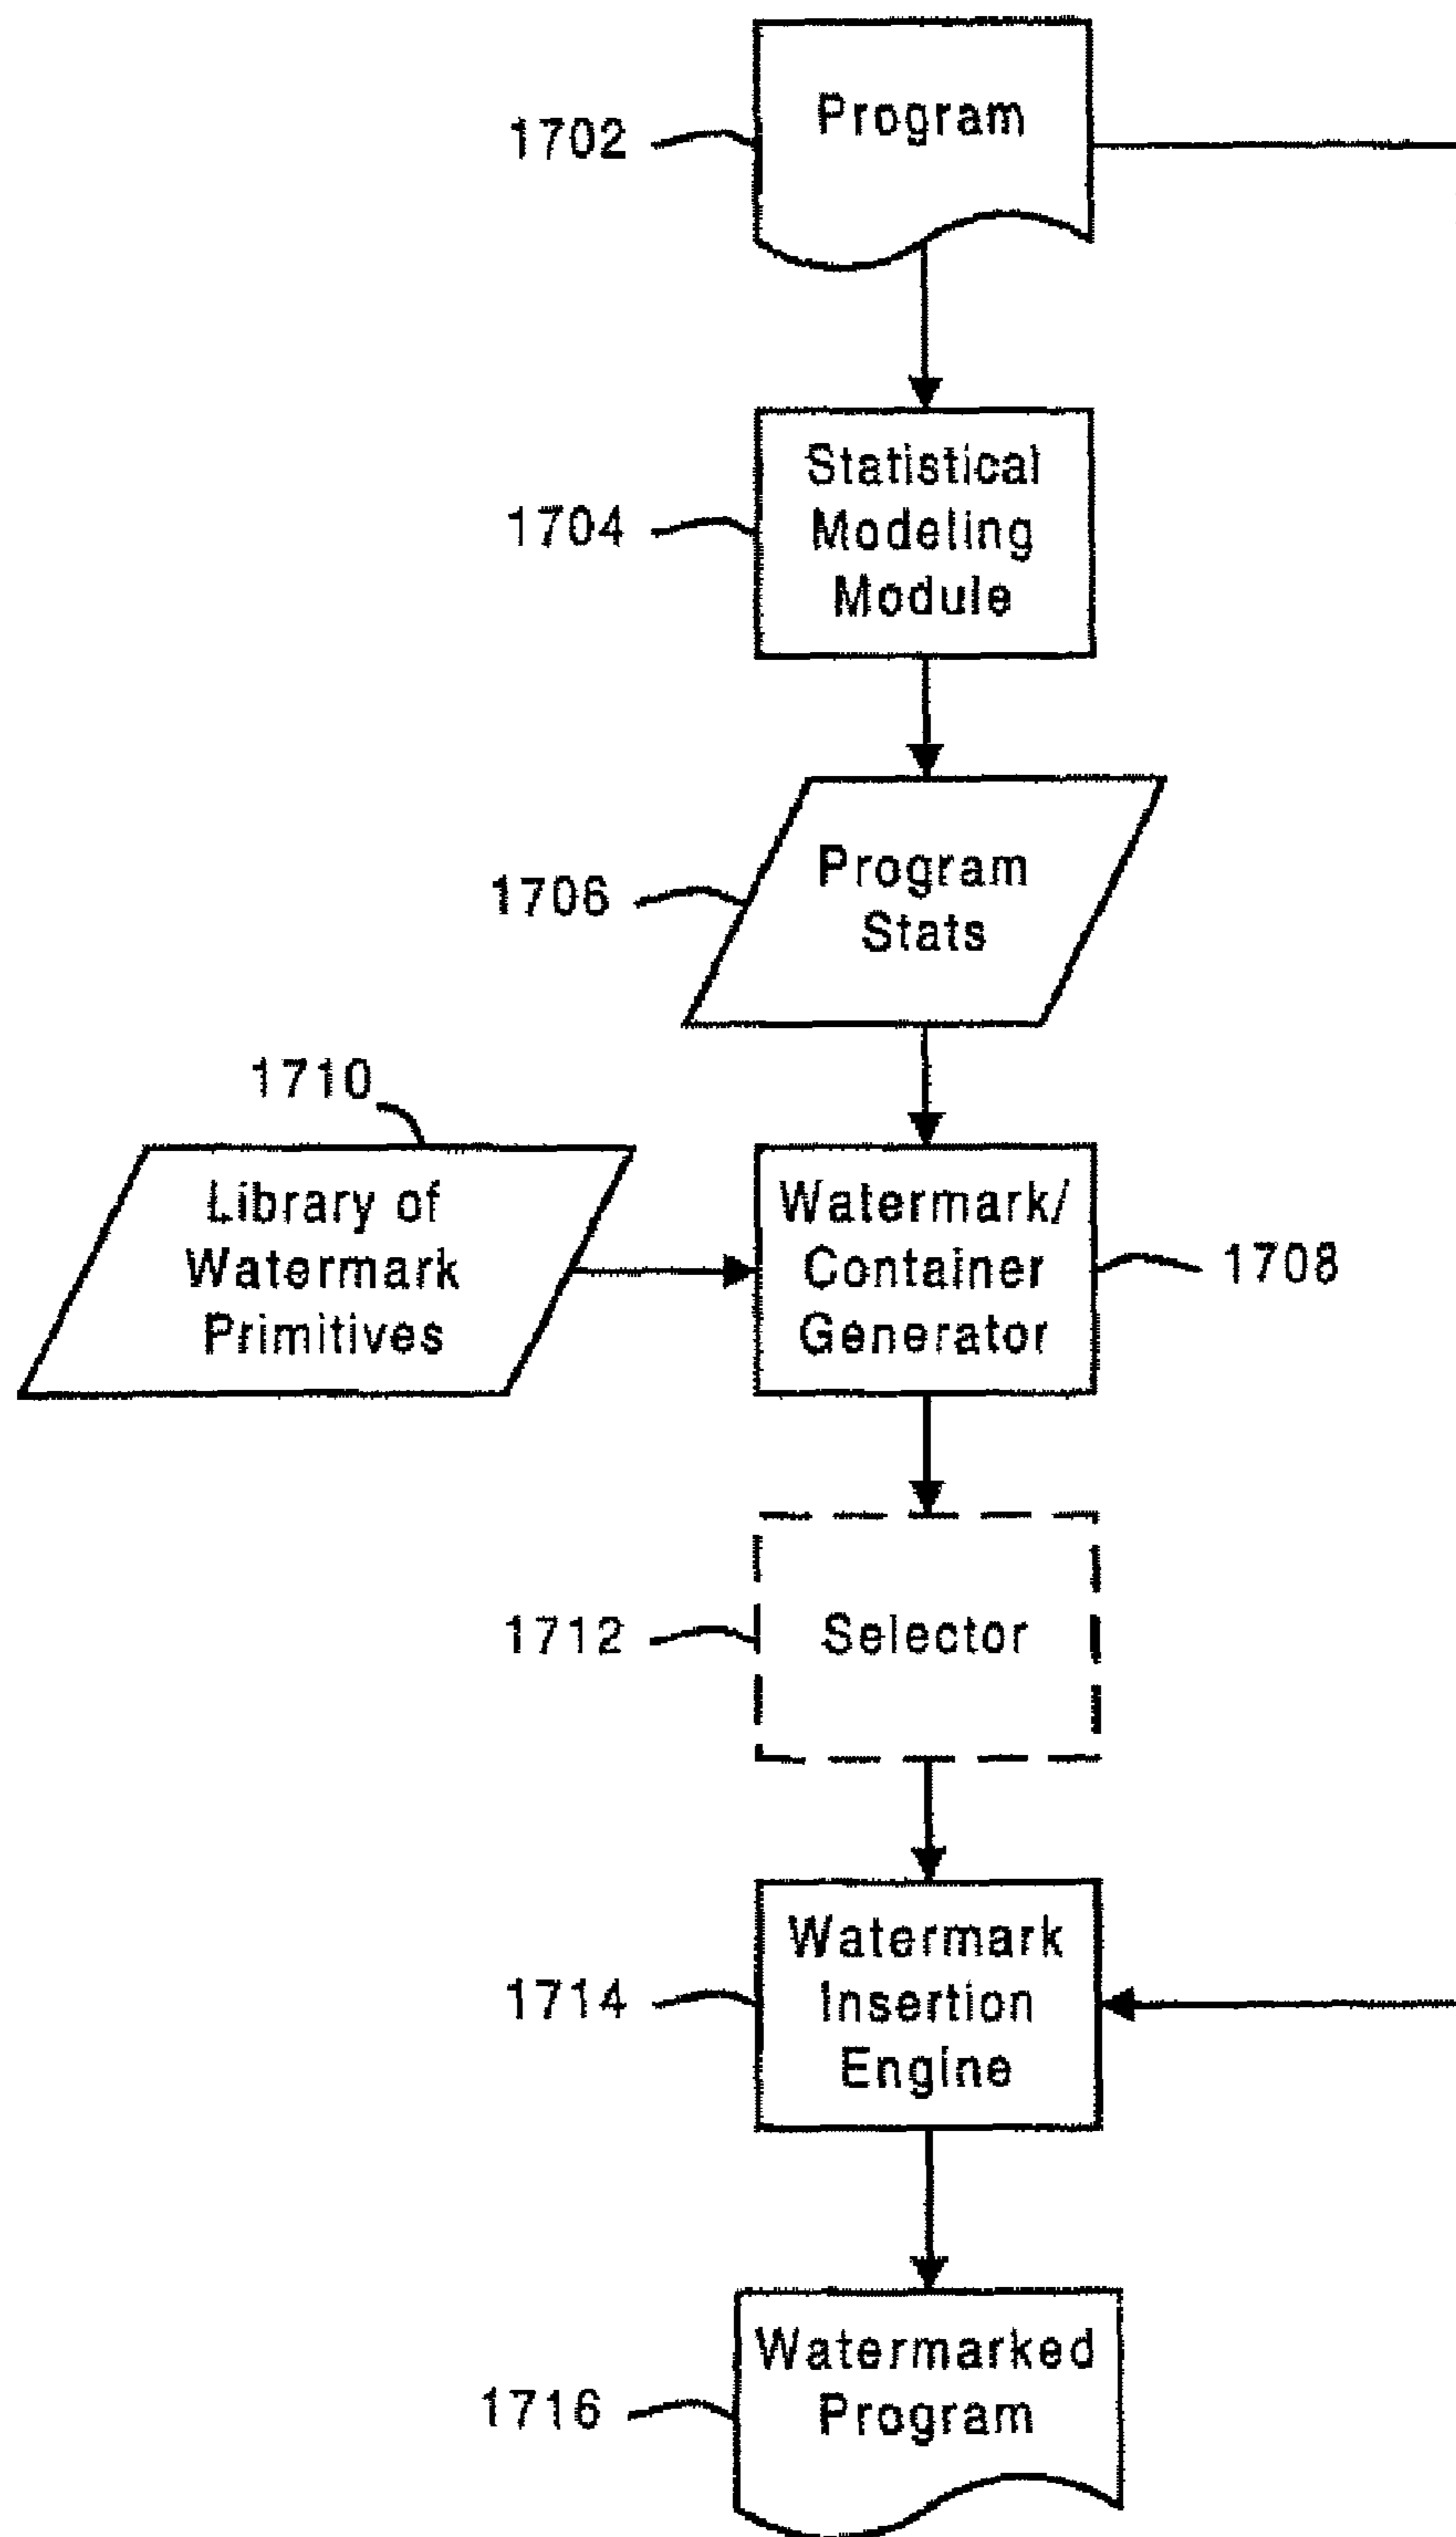 Program
1702
Statistical
Modeling
Module
1704
Program
Stats
1706
1710
Library of
Watermark
Primitives
Watermark/
Container
Generator
1708
1712
Selector
Watermark
Insertion
Engine
1714
Watermarked
Program
1716